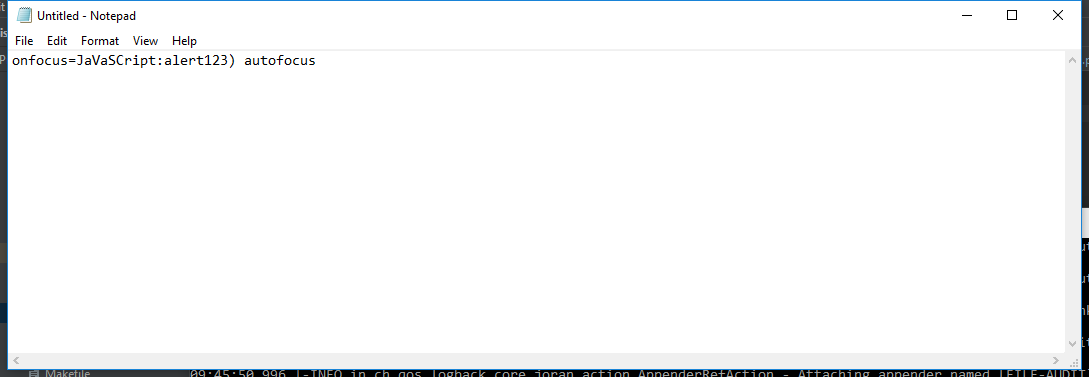 Untitled - Notepad
File Edit Format View Help
onfocus=JaVaSCript:alert123) autofocus
Makefile
09:45:50,996 |-INFO in ch.qos.logback.core.joran.action.AppenderRefAction - Attaching appender named [FILE-AUDIT